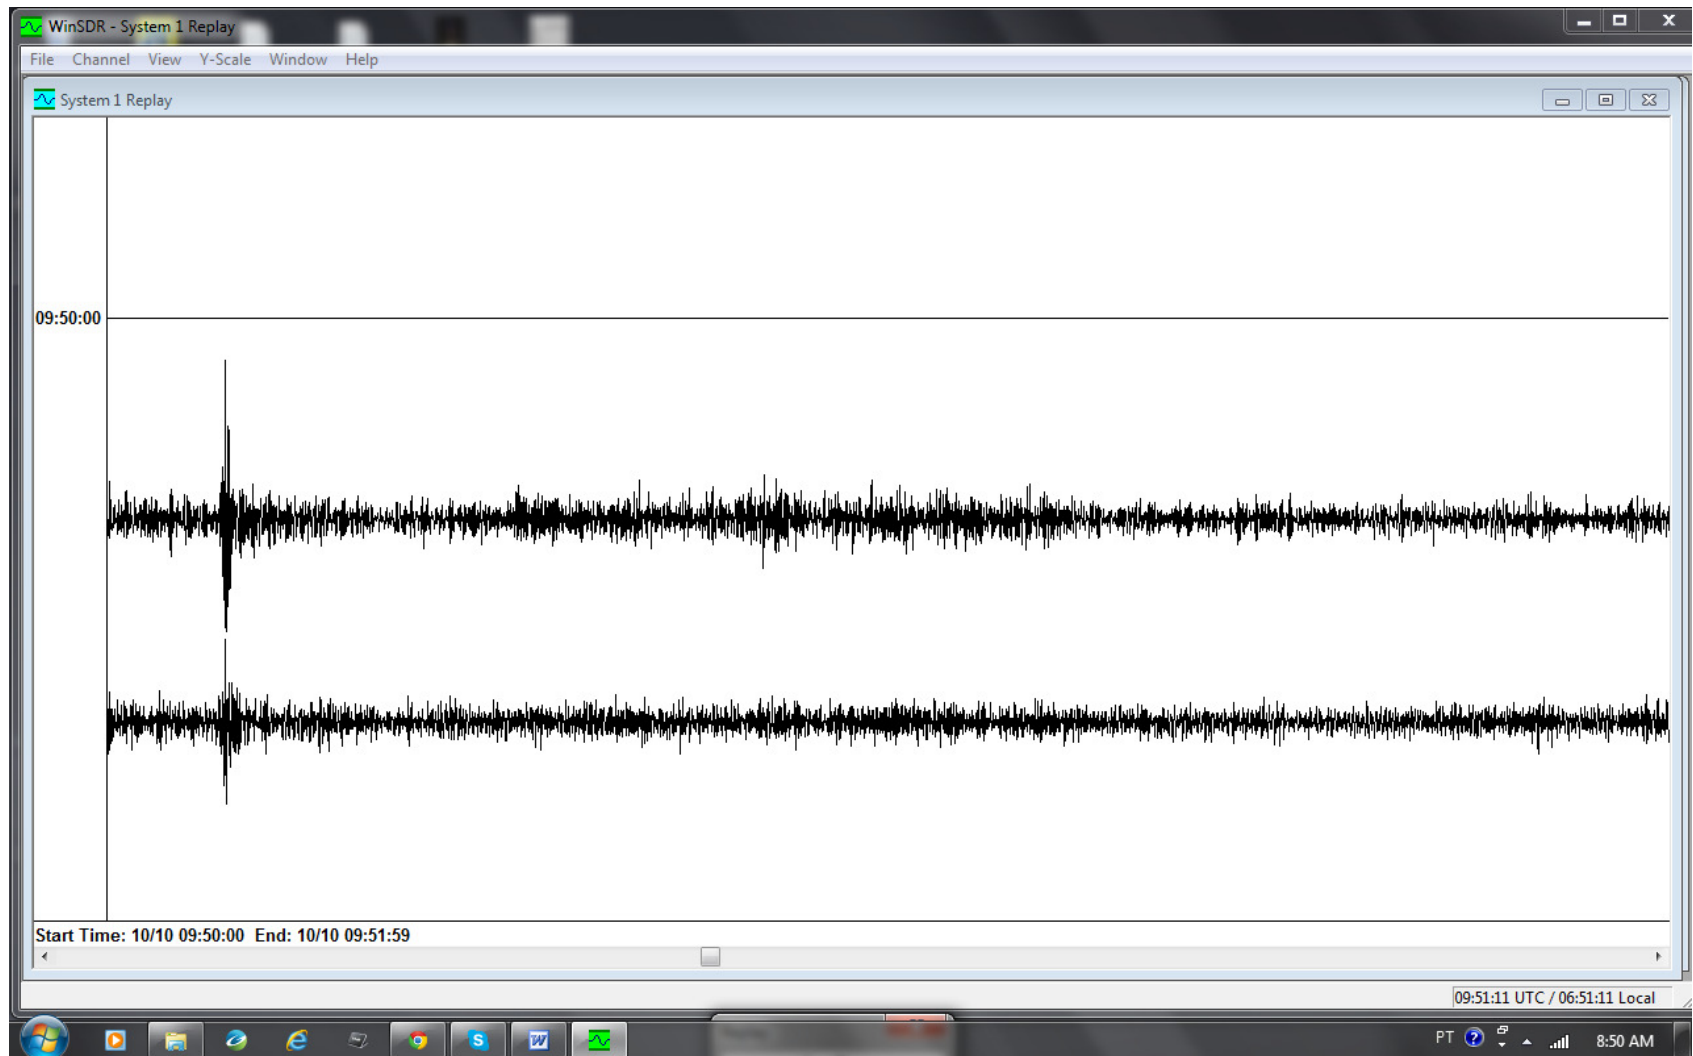 WinSDR - System 1 Replay
File Channel View Y-Scale Window Help
System 1 Replay
09:50:00
Start Time: 10/10 09:50:00 End: 10/10 09:51:59
09:51:11 UTC / 06:51:11 Local
PT
8:50 AM